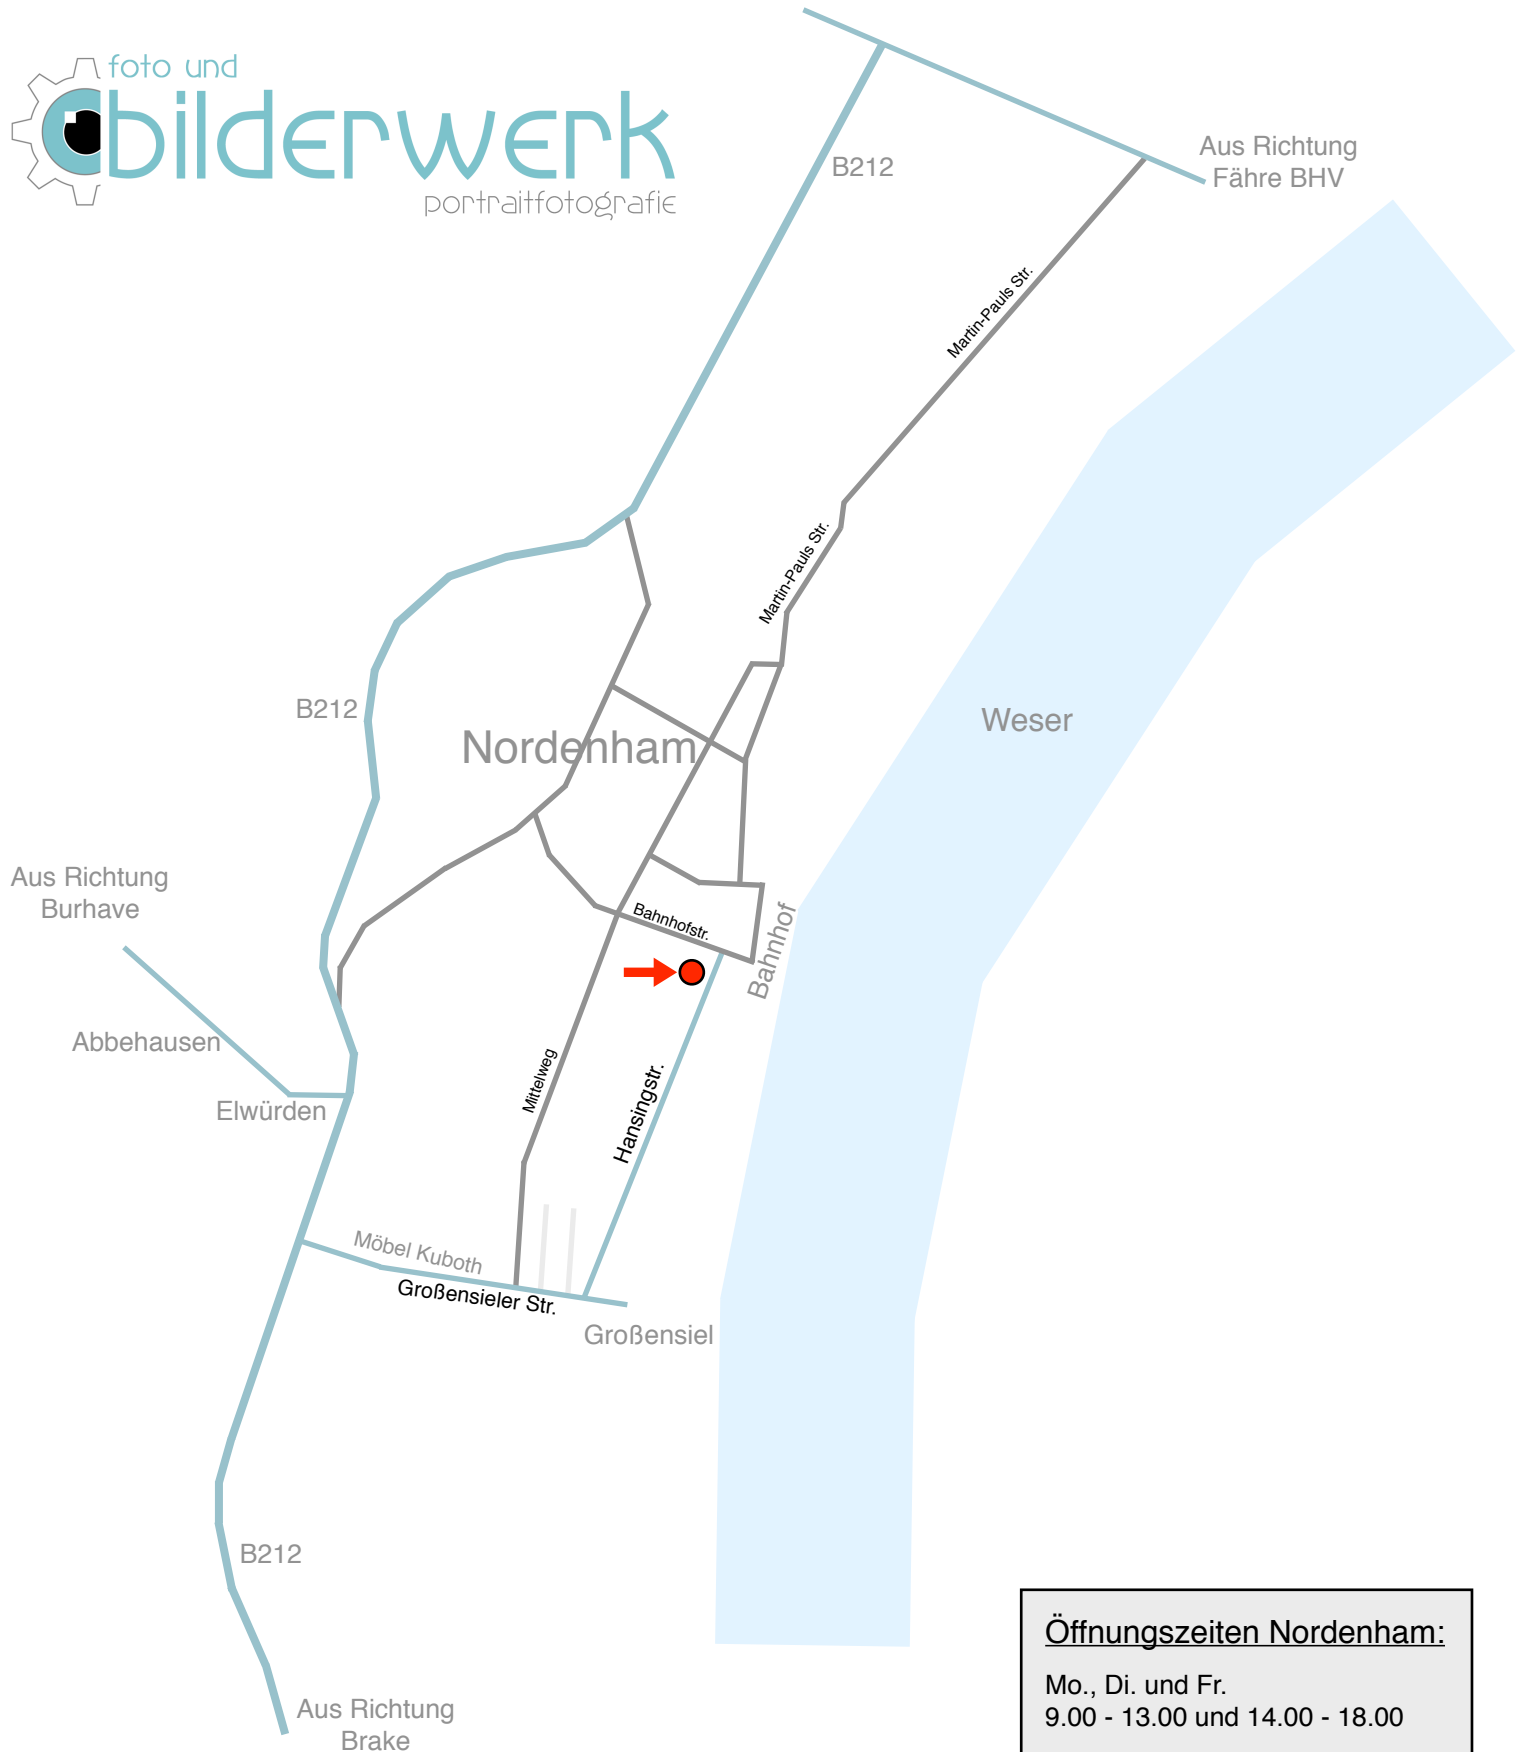 foto und
bilderwerk
portraitfotografie
B212
Aus Richtung
Fähre BHV
Martin-Pauls Str.
Martin-Pauls Str.
B212
Nordenham
Weser
Aus Richtung
Burhave
Bahnhofstr.
Bahnhof
Abbehausen
Elwürden
Mittelweg
Hansingstr.
Möbel Kuboth
Großensieler Str.
Großensiel
B212
Aus Richtung
Brake
Öffnungszeiten Nordenham:
Mo., Di. und Fr.
9.00 - 13.00 und 14.00 - 18.00